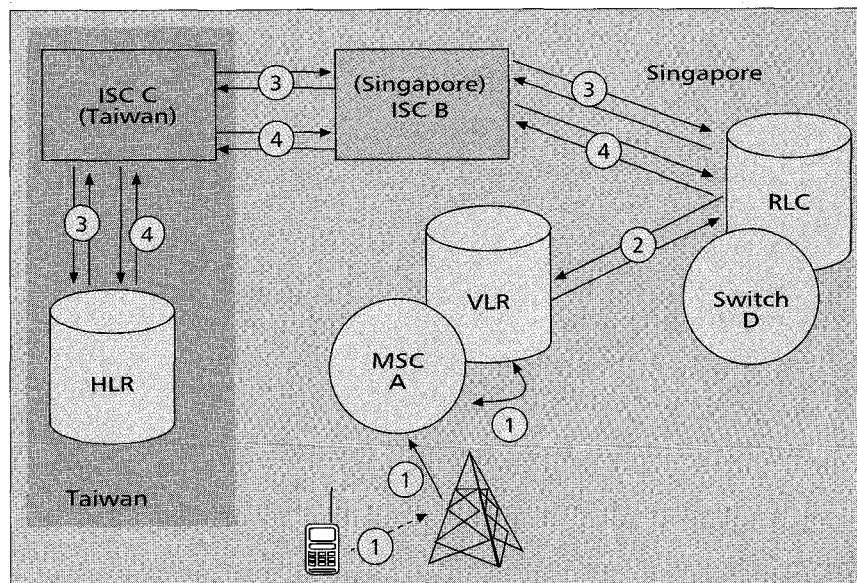 ISC C
(Taiwan)
3
4
(Singapore)
ISC B
3
4
Singapore
RLC
Switch
D
3
4
HLR
Taiwan
2
VLR
MSC
A
1
1
1